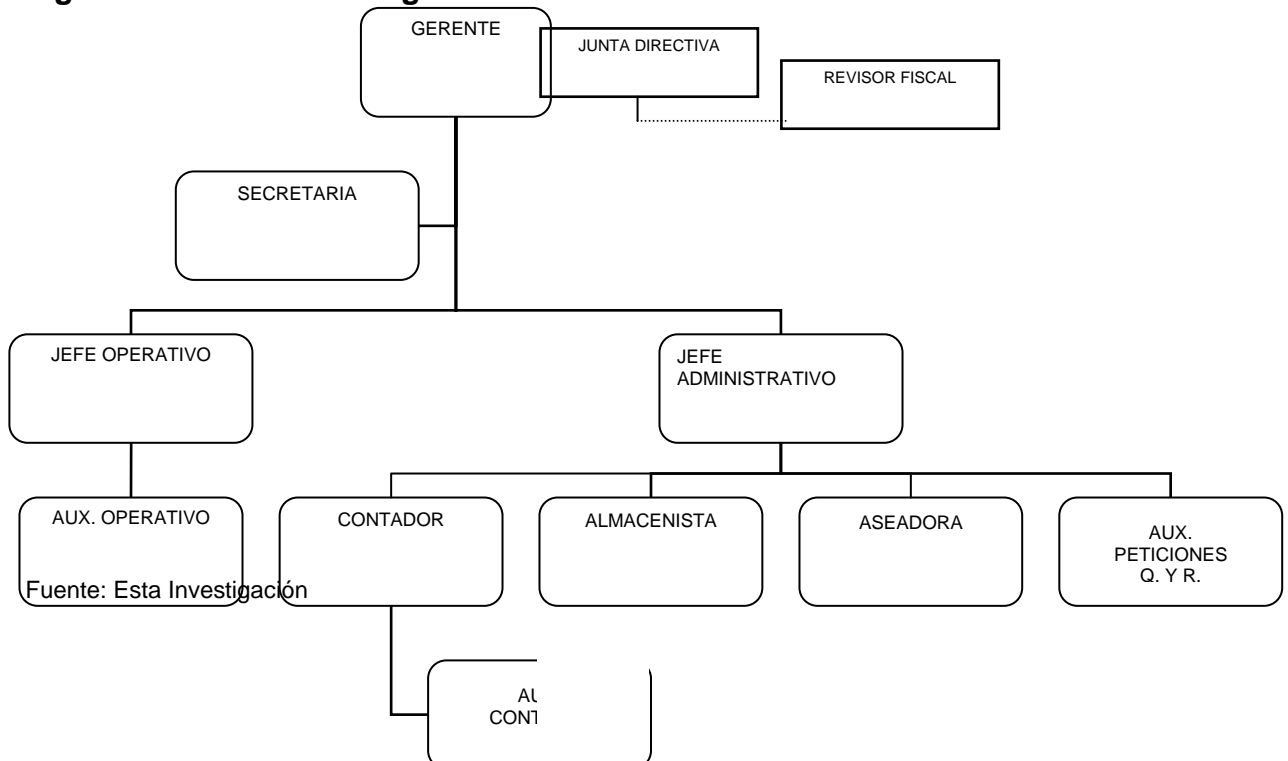 GERENTE
JUNTA DIRECTIVA
REVISOR FISCAL
SECRETARIA
JEFE OPERATIVO
JEFE
ADMINISTRATIVO
AUX. OPERATIVO
CONTADOR
ALMACENISTA
ASEADORA
AUX.
PETICIONES
Q. Y R.
Fuente: Esta Investigación